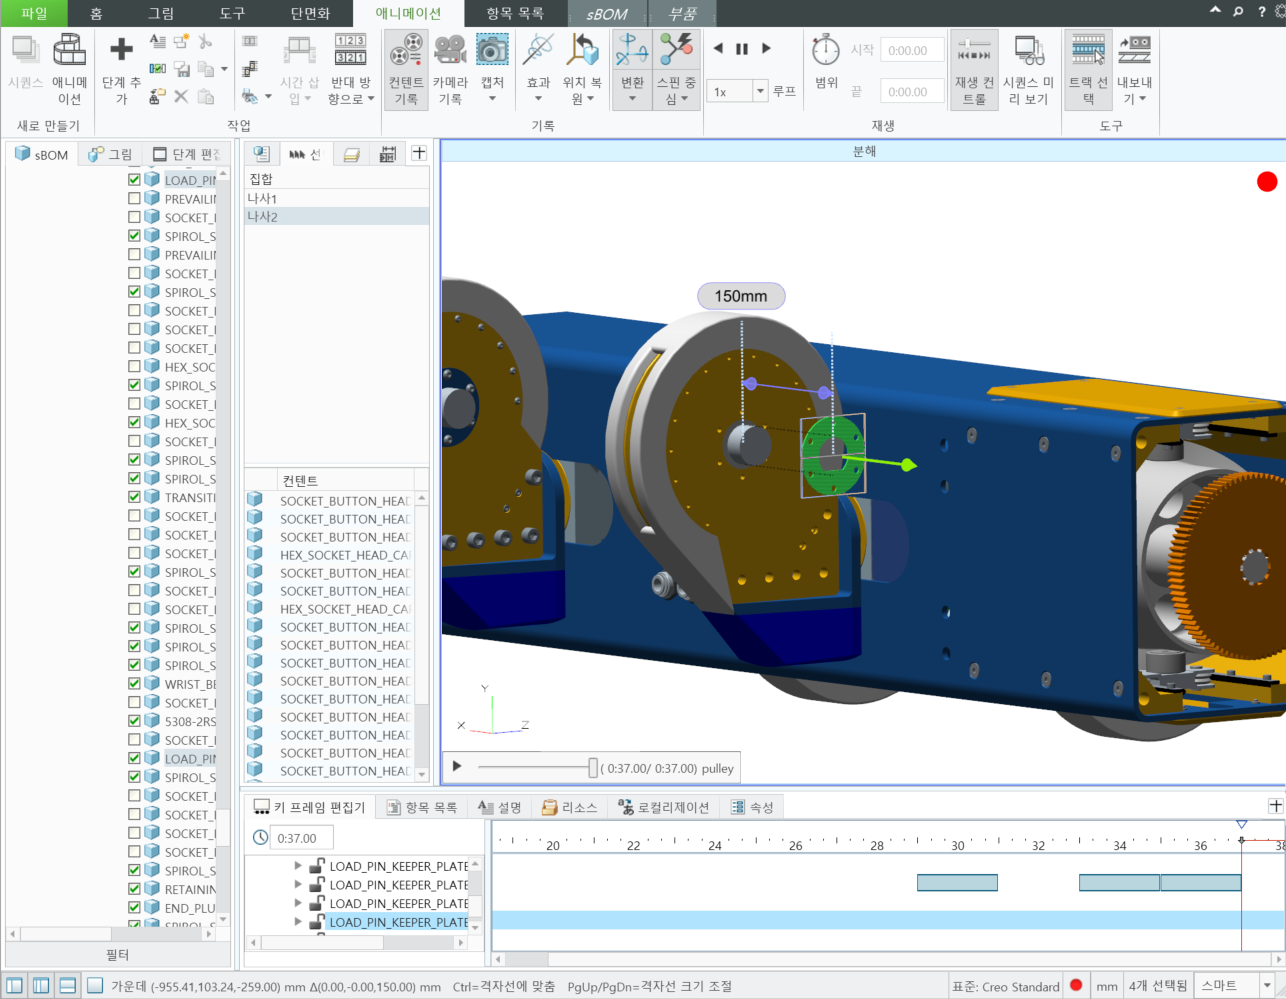 파일 홈 그림 도구 단면화 애니메이션 항목 목록 sBOM 부품
시퀀스 애니메이션 단계 추가 시간 삽입 반대 방향으로 컨텐트 기록 카메라 기록 캡처 효과 위치 복원 변환 스핀 중심 1x 루프 범위 시작 0:00.00 끝 0:00.00 재생 컨트롤 시퀀스 미리 보기 트랙 선택 내보내기
새로 만들기 작업 기록 재생 도구
sBOM 그림 단계 편집
LOAD_PIN
PREVAILIN
SOCKET_
SPIROL_S
PREVAILIN
SOCKET_
SPIROL_S
SOCKET_
SOCKET_
SOCKET_
HEX_SOC
SPIROL_S
SOCKET_
HEX_SOC
SOCKET_
SPIROL_S
SPIROL_S
TRANSITI
SOCKET_
SOCKET_
SOCKET_
SPIROL_S
SOCKET_
SOCKET_
SPIROL_S
SPIROL_S
SPIROL_S
WRIST_BE
SOCKET_
5308-2RS
SOCKET_
LOAD_PIN
SPIROL_S
SOCKET_
SOCKET_
SOCKET_
SOCKET_
SPIROL_S
RETAININ
END_PLU
SPIROL_S
필터
선
집합
나사1
나사2
컨텐트
SOCKET_BUTTON_HEAD
SOCKET_BUTTON_HEAD
SOCKET_BUTTON_HEAD
HEX_SOCKET_HEAD_CA
SOCKET_BUTTON_HEAD
SOCKET_BUTTON_HEAD
HEX_SOCKET_HEAD_CA
SOCKET_BUTTON_HEAD
SOCKET_BUTTON_HEAD
SOCKET_BUTTON_HEAD
SOCKET_BUTTON_HEAD
SOCKET_BUTTON_HEAD
SOCKET_BUTTON_HEAD
SOCKET_BUTTON_HEAD
SOCKET_BUTTON_HEAD
SOCKET_BUTTON_HEAD
분해
150mm
Y
X Z
( 0:37.00/ 0:37.00) pulley
키 프레임 편집기 항목 목록 설명 리소스 로컬리제이션 속성
0:37.00
20 22 24 26 28 30 32 34 36 38
LOAD_PIN_KEEPER_PLATE
LOAD_PIN_KEEPER_PLATE
LOAD_PIN_KEEPER_PLATE
LOAD_PIN_KEEPER_PLATE
가운데 (-955.41,103.24,-259.00) mm Δ(0.00,-0.00,150.00) mm Ctrl=격자선에 맞춤 PgUp/PgDn=격자선 크기 조절 표준: Creo Standard mm 4개 선택됨 스마트